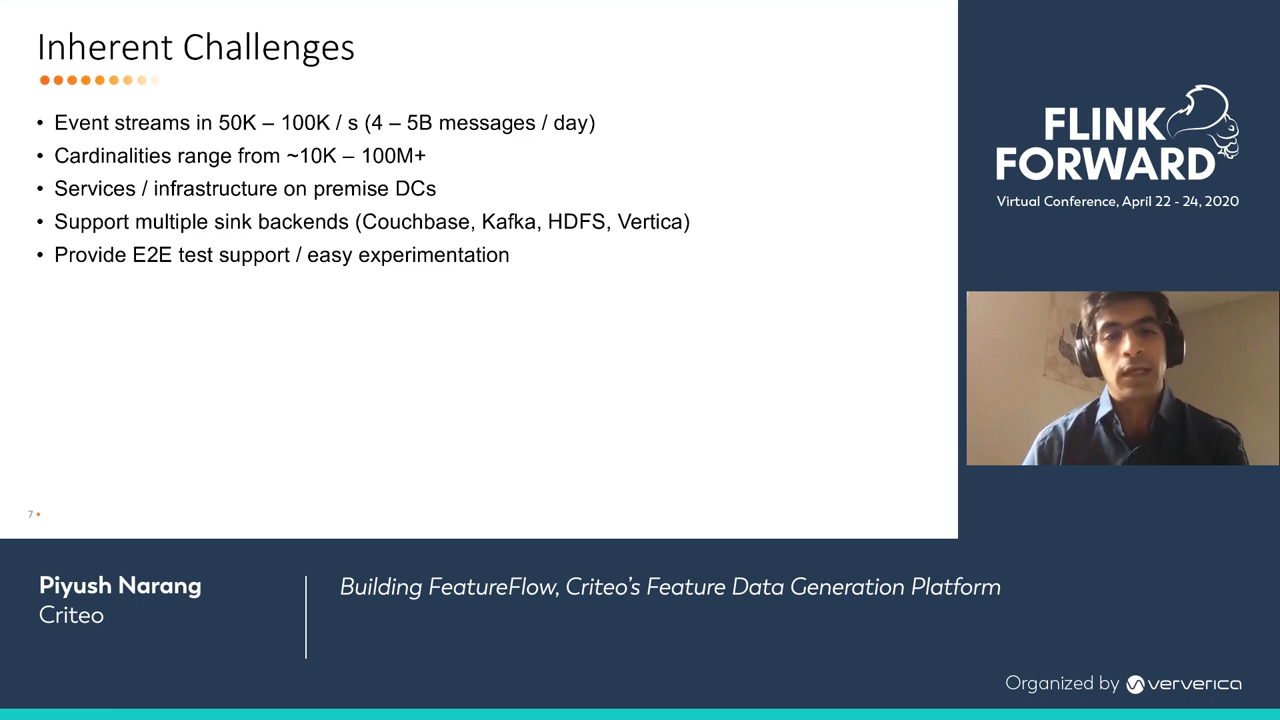 Inherent Challenges
• Event streams in 50K – 100K / s (4 – 5B messages / day)
• Cardinalities range from ~10K – 100M+
• Services / infrastructure on premise DCs
• Support multiple sink backends (Couchbase, Kafka, HDFS, Vertica)
• Provide E2E test support / easy experimentation
7
FLINK
FORWARD
Virtual Conference, April 22 - 24, 2020
Piyush Narang
Criteo
Building FeatureFlow, Criteo’s Feature Data Generation Platform
Organized by ververica